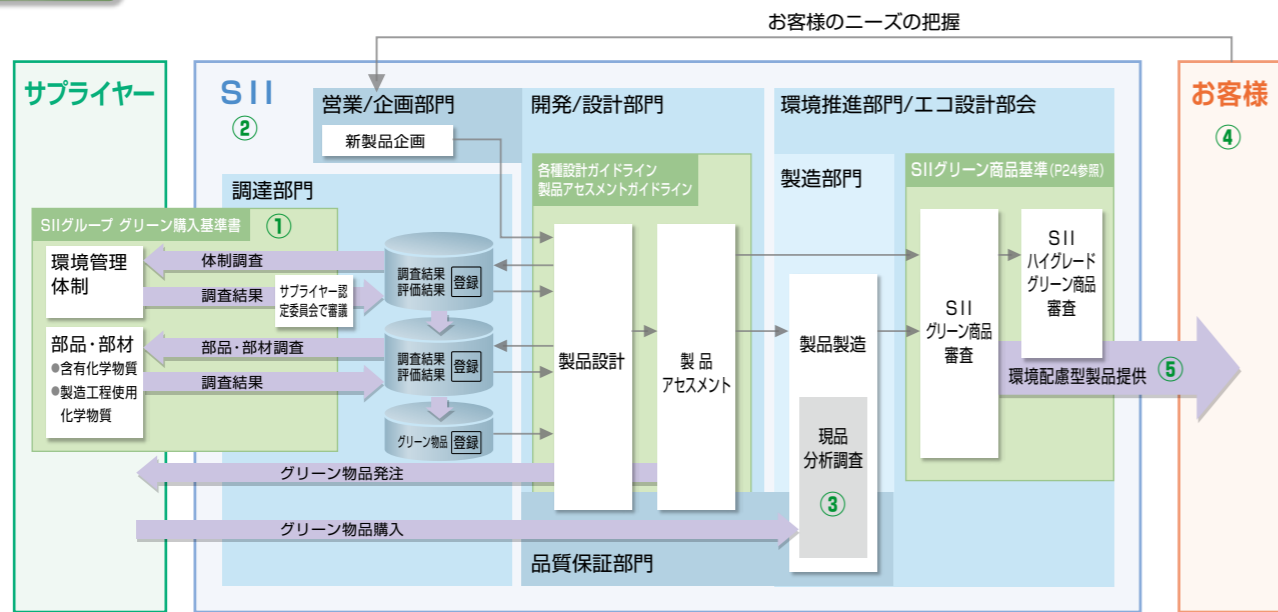 お客様のニーズの把握
サプライヤー
SII
②
営業/企画部門
新製品企画
開発/設計部門
環境推進部門/エコ設計部会
お客様
④
調達部門
各種設計ガイドライン
製品アセスメントガイドライン
製造部門
SIIグリーン商品基準(P24参照)
SIIグループ グリーン購入基準書
①
環境管理
体制
体制調査
調査結果
サプライヤー認
定委員会で審議
調査結果
評価結果
登録
部品・部材
●含有化学物質
●製造工程使用
化学物質
部品・部材調査
調査結果
調査結果
評価結果
登録
グリーン物品
登録
製品設計
製品
アセスメント
製品製造
現品
分析調査
③
SII
グリーン商品
審査
SII
ハイグレード
グリーン商品
審査
環境配慮型製品提供
⑤
グリーン物品発注
グリーン物品購入
品質保証部門